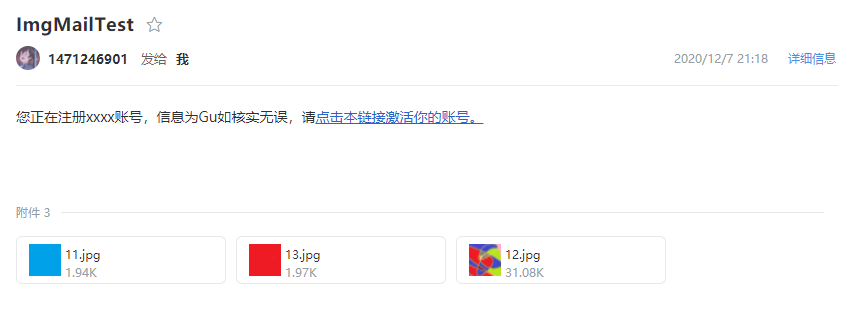 ImgMailTest
1471246901 发给 我 2020/12/7 21:18 详细信息
您正在注册xxxx账号，信息为Gu如核实无误，请点击本链接激活你的账号。
附件 3
11.jpg 13.jpg 12.jpg
1.94K 1.97K 31.08K